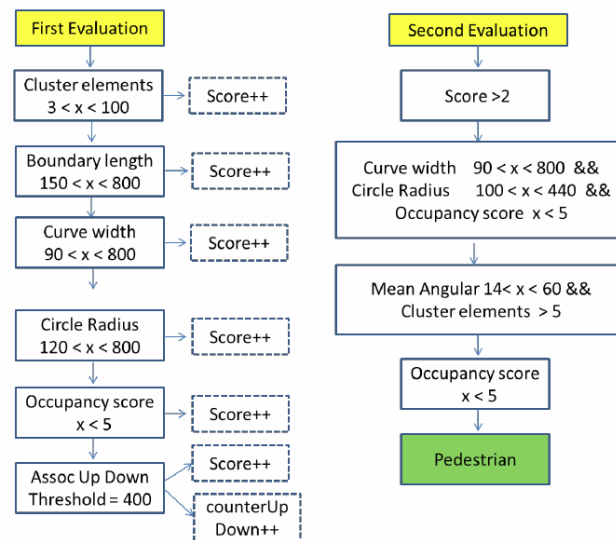 First Evaluation
Cluster elements
3 < x < 100
Score++
Boundary length
150 < x < 800
Score++
Curve width
90 < x < 800
Score++
Circle Radius
120 < x < 800
Score++
Occupancy score
x < 5
Score++
Assoc Up Down
Threshold = 400
Score++
counterUp
Down++
Second Evaluation
Score >2
Curve width 90 < x < 800 &&
Circle Radius 100 < x < 440 &&
Occupancy score x < 5
Mean Angular 14< x < 60 &&
Cluster elements > 5
Occupancy score
x < 5
Pedestrian